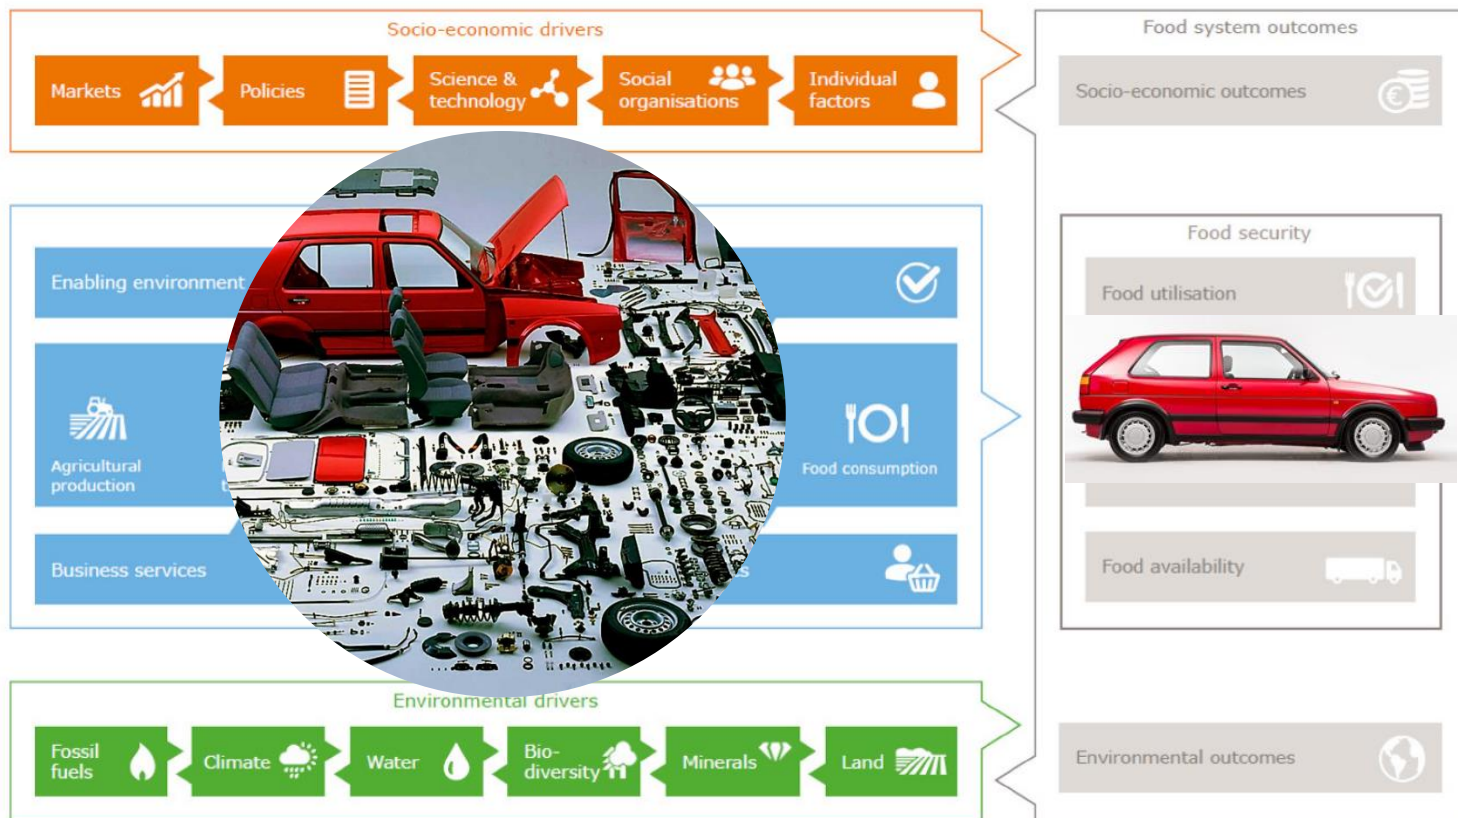 Socio-economic drivers
Markets
Policies
Science &
technology
Social
organisations
Individual
factors
Food system outcomes
Socio-economic outcomes
Enabling environment
Agricultural
production
Food consumption
Business services
Food security
Food utilisation
Food availability
Environmental drivers
Fossil
fuels
Climate
Water
Bio-
diversity
Minerals
Land
Environmental outcomes